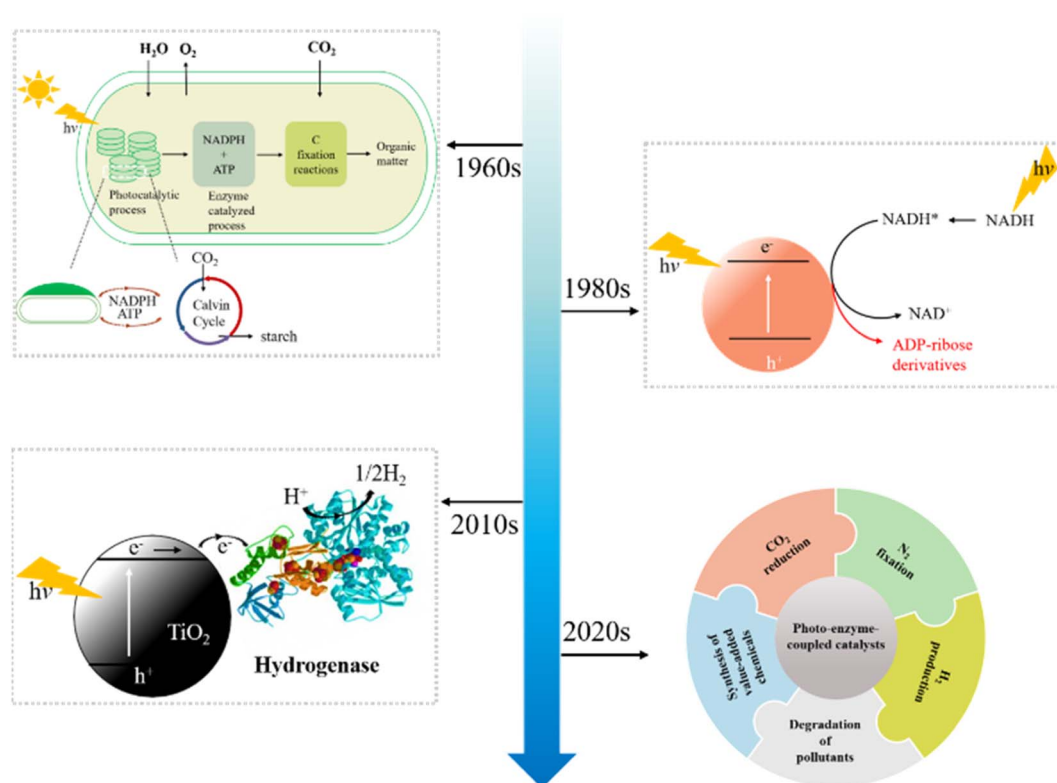 H₂O O₂
CO₂
hν
NADPH
+
ATP
C
fixation
reactions
Organic
matter
Photocatalytic
process
Enzyme
catalyzed
process
CO₂
NADPH
ATP
Calvin
Cycle
starch
1960s
hν
NADH*
NADH
hν
e⁻
h⁺
NAD⁺
ADP-ribose
derivatives
1980s
1/2H₂
H⁺
e⁻
e⁻
hν
TiO₂
h⁺
Hydrogenase
2010s
2020s
CO₂
reduction
N₂
fixation
Photo-enzyme-
coupled catalysts
Synthesis of
value-added
chemicals
H₂
production
Degradation
of
pollutants